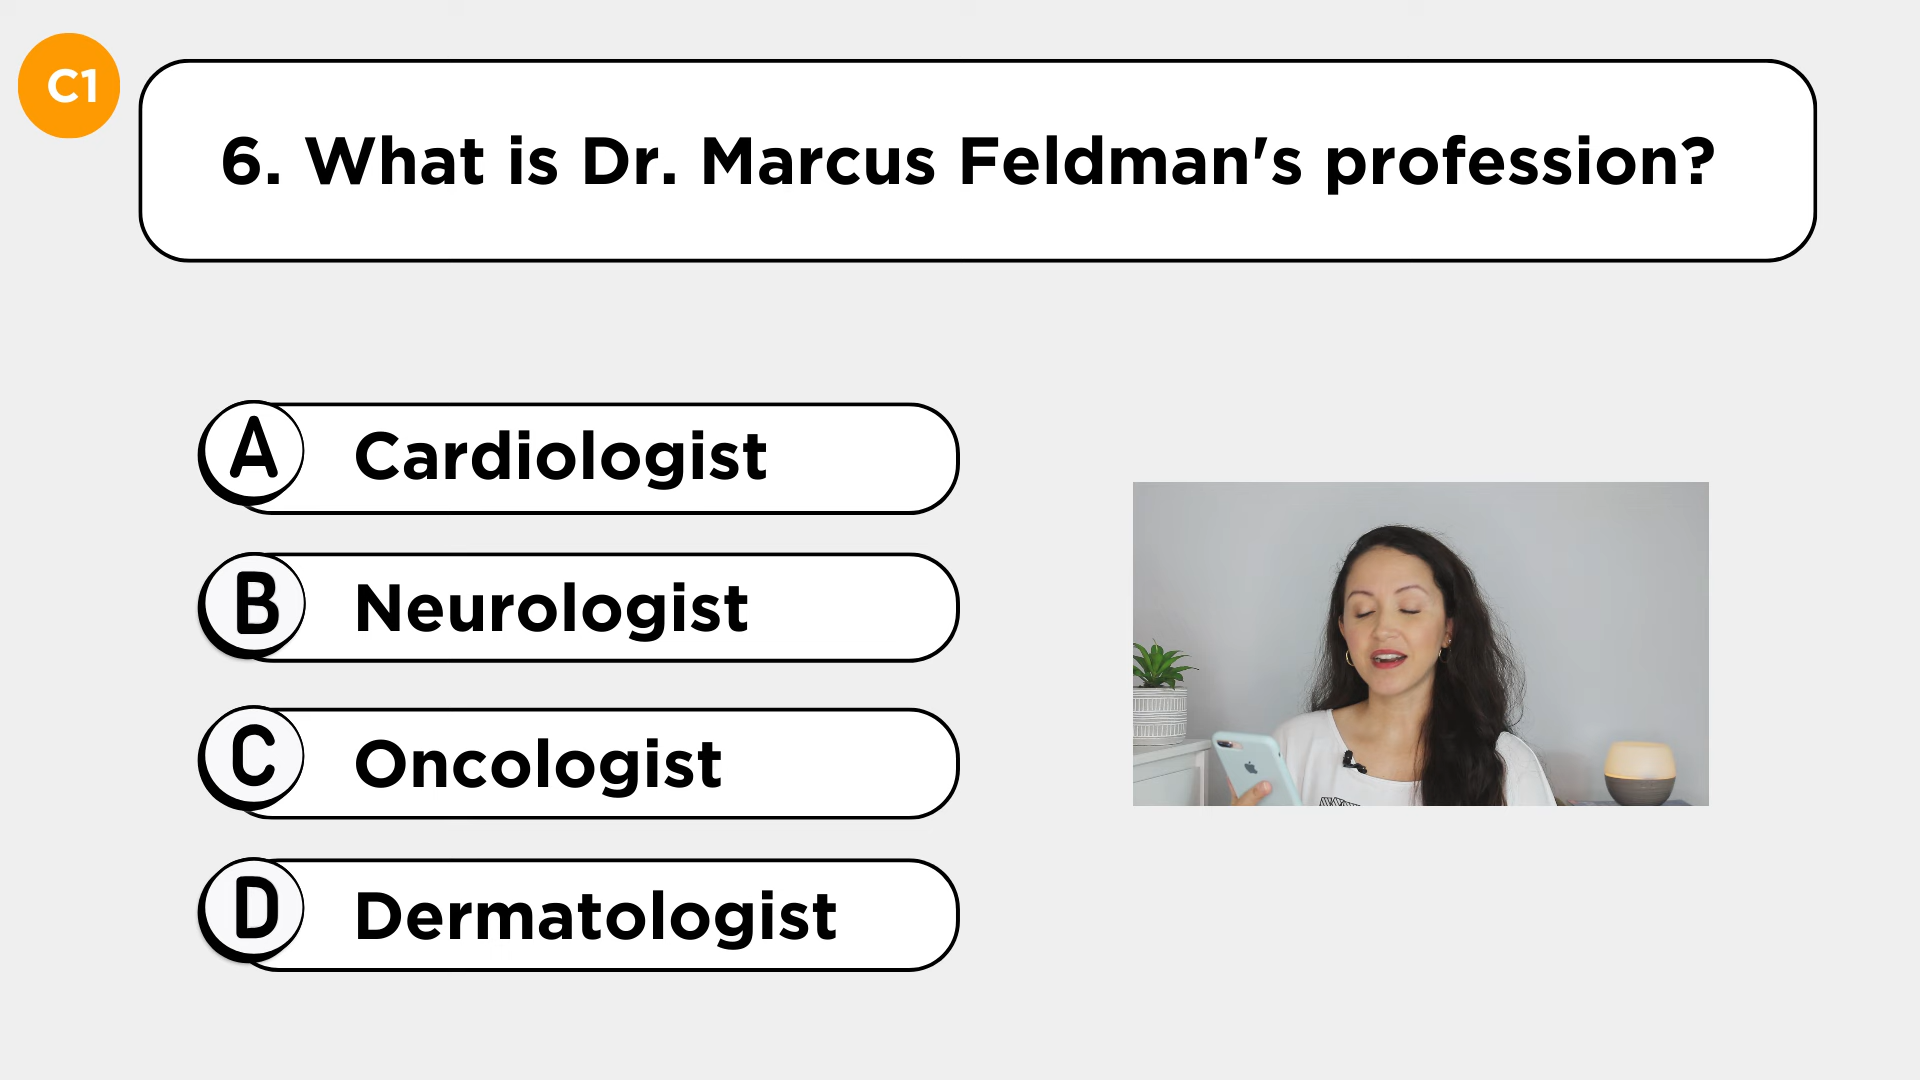 C1
6. What is Dr. Marcus Feldman's profession?
A Cardiologist
B Neurologist
C Oncologist
D Dermatologist